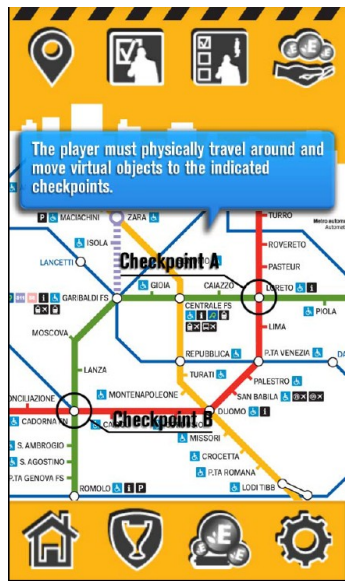 The player must physically travel around and
move virtual objects to the indicated
checkpoints.
P MACIACHINI
ZARA
TURRO
ISOLA
ROVERETO
LANCETTI
Checkpoint A
PASTEUR
GIOIA
CAIAZZO
LORETO
GARIBALDI FS
CENTRALE FS
PIOLA
MOSCOVA
LIMA
REPUBBLICA
P.TA VENEZIA
LANZA
TURATI
PALESTRO
MONTENAPOLEONE
SAN BABILA
CADORNA FN
Checkpoint B
DUOMO
S. AMBROGIO
MISSORI
S. AGOSTINO
CROCETTA
P.TA GENOVA FS
P.TA ROMANA
ROMOLO
P
LODI TIBB